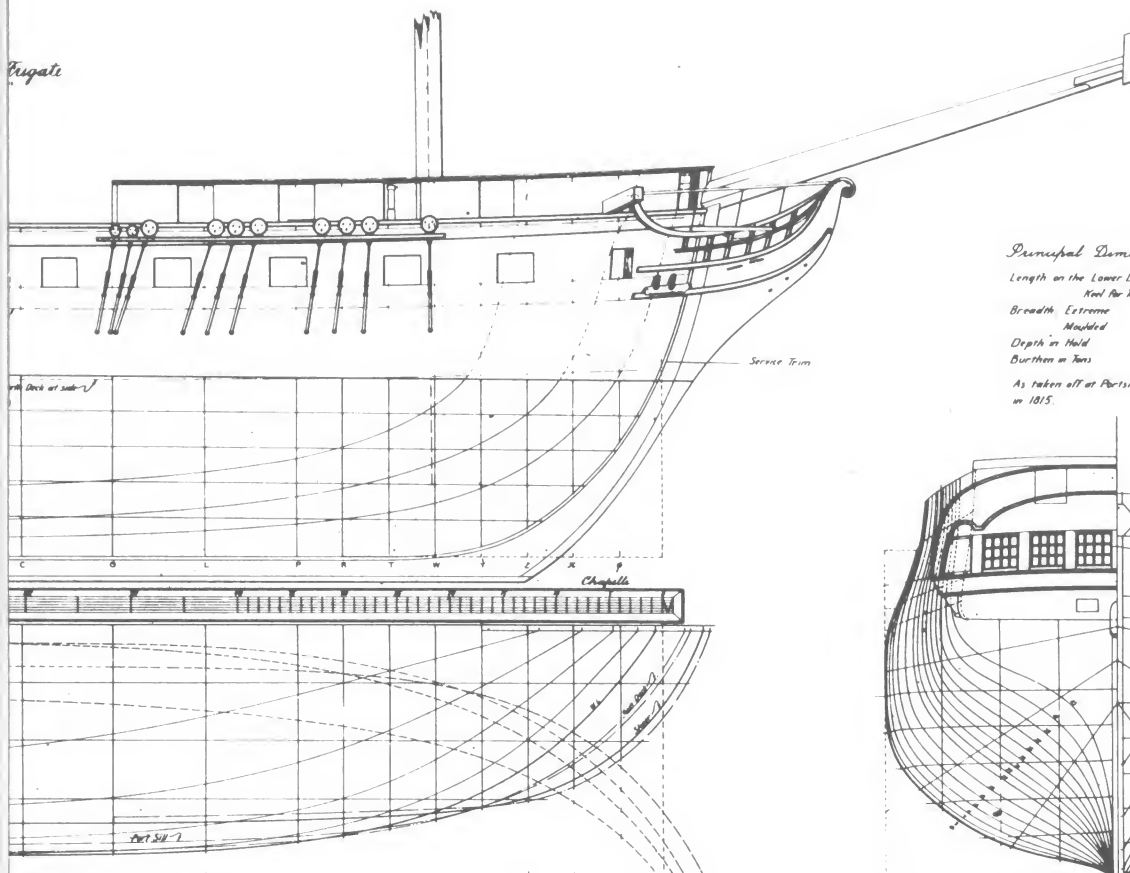 Frigate
Principal Dim
Length on the Lower D
Keel for
Breadth Extreme
Moulded
Depth in Hold
Burthen in Tons
As taken off at Ports
in 1815.
Service Trim
Deck at side
C G L P R T W Y Z
Chapelle
W.L.
Port Sill